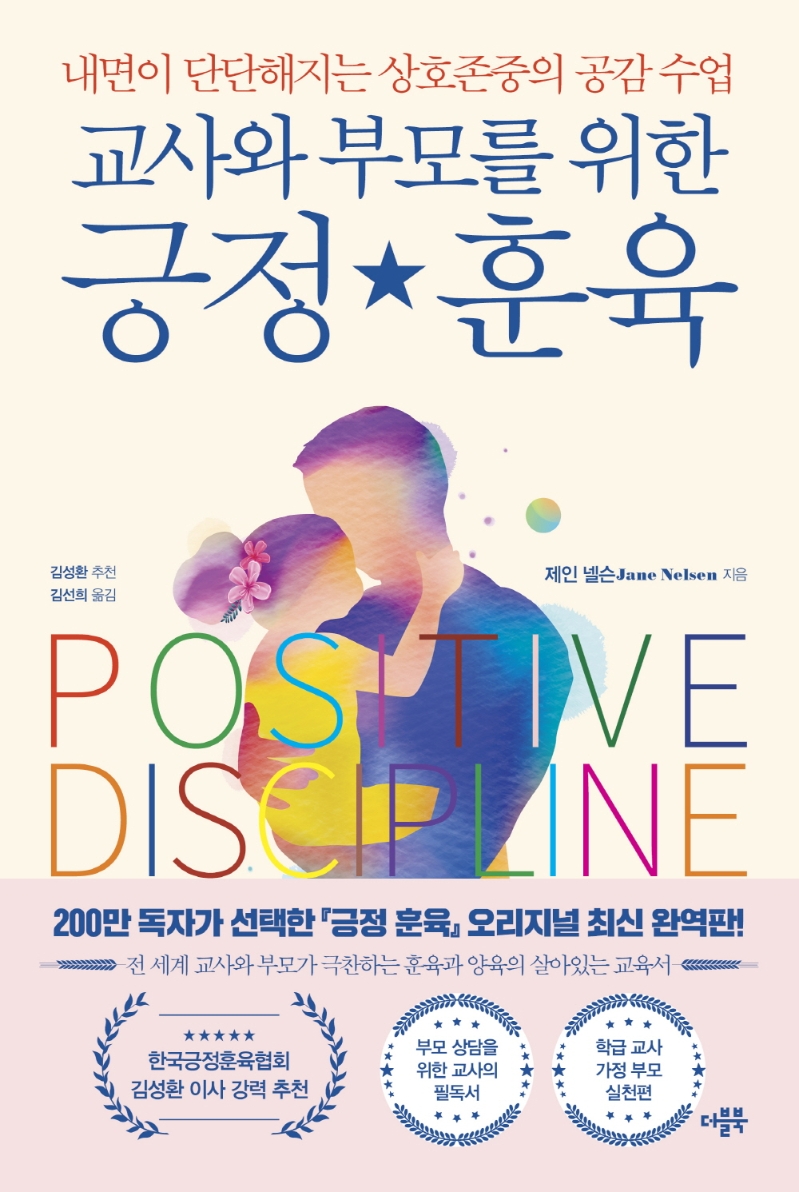 내면이 단단해지는 상호존중의 공감 수업
교사와 부모를 위한
긍정★훈육
김성환 추천
김선희 옮김
제인 넬슨Jane Nelsen 지음
POSITIVE
DISCIPLINE
200만 독자가 선택한 『긍정 훈육』 오리지널 최신 완역판!
전 세계 교사와 부모가 극찬하는 훈육과 양육의 살아있는 교육서
★★★★★
한국긍정훈육협회
김성환 이사 강력 추천
부모 상담을
위한 교사의
필독서
학급 교사
가정 부모
실천편
더블북